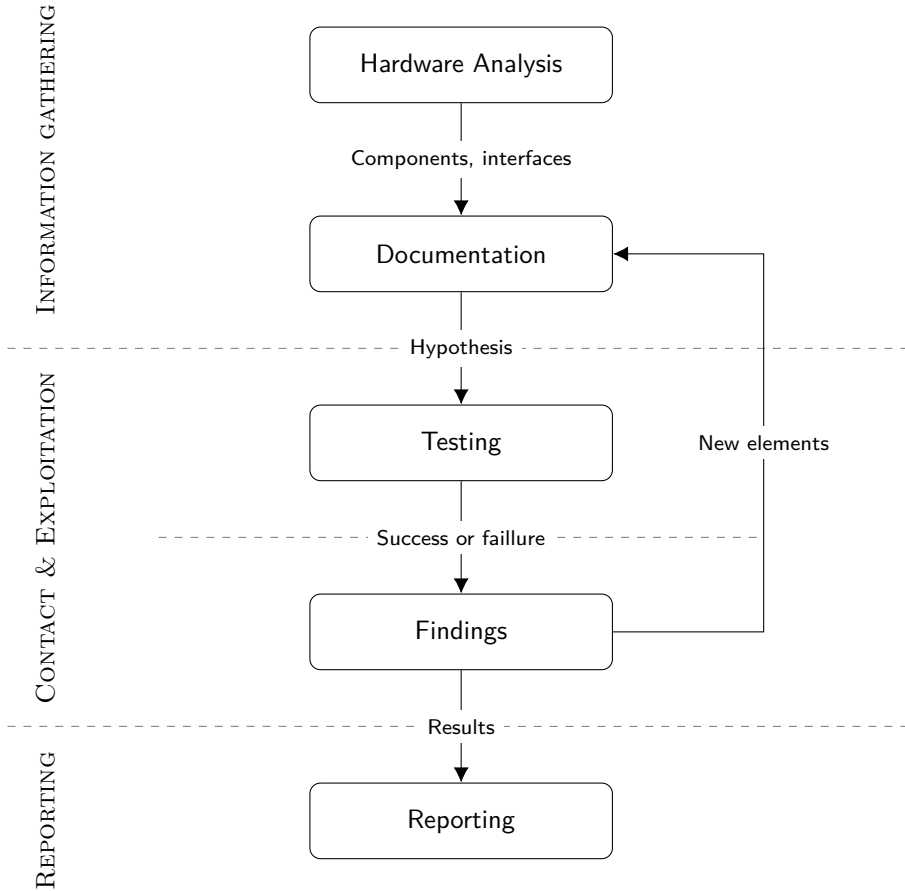 INFORMATION GATHERING
Hardware Analysis
Components, interfaces
Documentation
Hypothesis
CONTACT & EXPLOITATION
Testing
New elements
Success or faillure
Findings
Results
REPORTING
Reporting